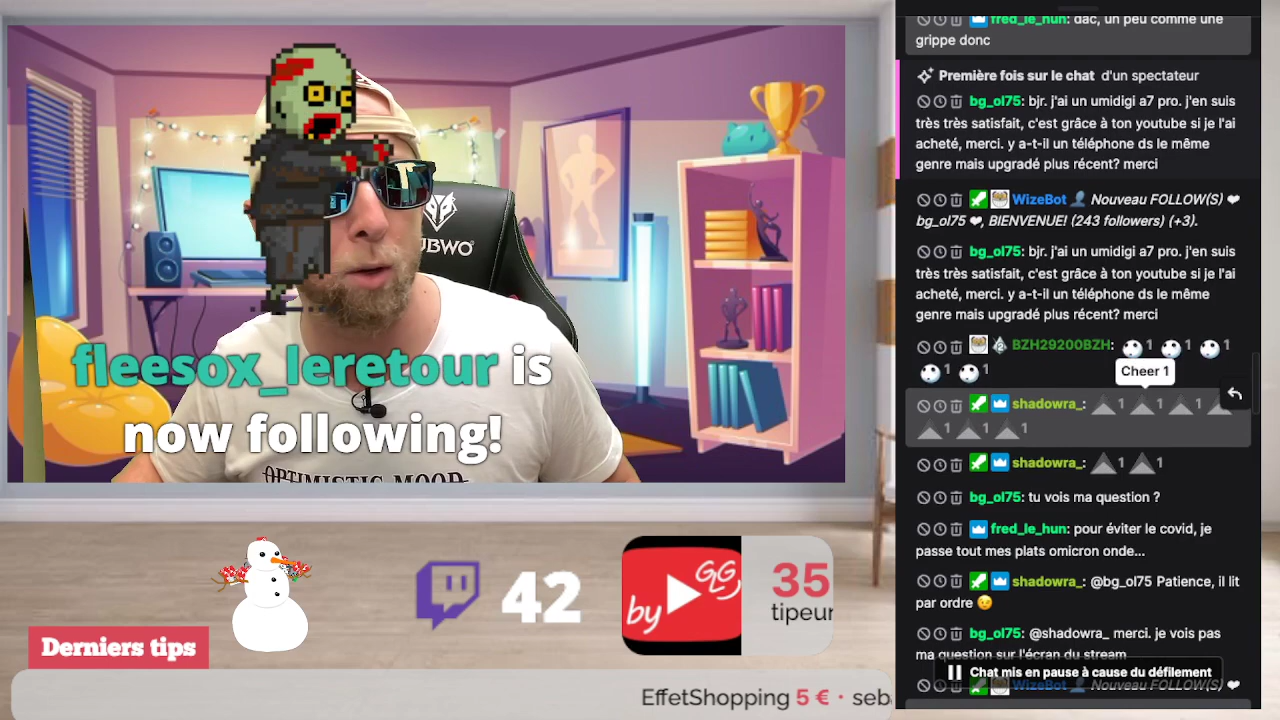 fleesox_leretour is
now following!
UBWO
OPTIMISTIC MOOD
42
by
GG
35
tipeur
Derniers tips
EffetShopping 5 € · seb
fred_le_hun: dac, un peu comme une
grippe donc
Première fois sur le chat d'un spectateur
bg_ol75: bjr. j'ai un umidigi a7 pro. j'en suis
très très satisfait, c'est grâce à ton youtube si je l'ai
acheté, merci. y a-t-il un téléphone ds le même
genre mais upgradé plus récent? merci
WizeBot Nouveau FOLLOW(S) ❤
bg_ol75 ❤, BIENVENUE! (243 followers) (+3).
bg_ol75: bjr. j'ai un umidigi a7 pro. j'en suis
très très satisfait, c'est grâce à ton youtube si je l'ai
acheté, merci. y a-t-il un téléphone ds le même
genre mais upgradé plus récent? merci
2 BZH29200BZH: 1 1 1
1 1
Cheer 1
shadowra_: 1 1 1
1 1 1
shadowra_: 1 1
bg_ol75: tu vois ma question ?
fred_le_hun: pour éviter le covid, je
passe tout mes plats omicron onde...
shadowra_: @bg_ol75 Patience, il lit
par ordre 😉
bg_ol75: @shadowra_ merci. je vois pas
ma question sur l'écran du stream
Chat mis en pause à cause du défilement
WizeBot Nouveau FOLLOW(S) ❤